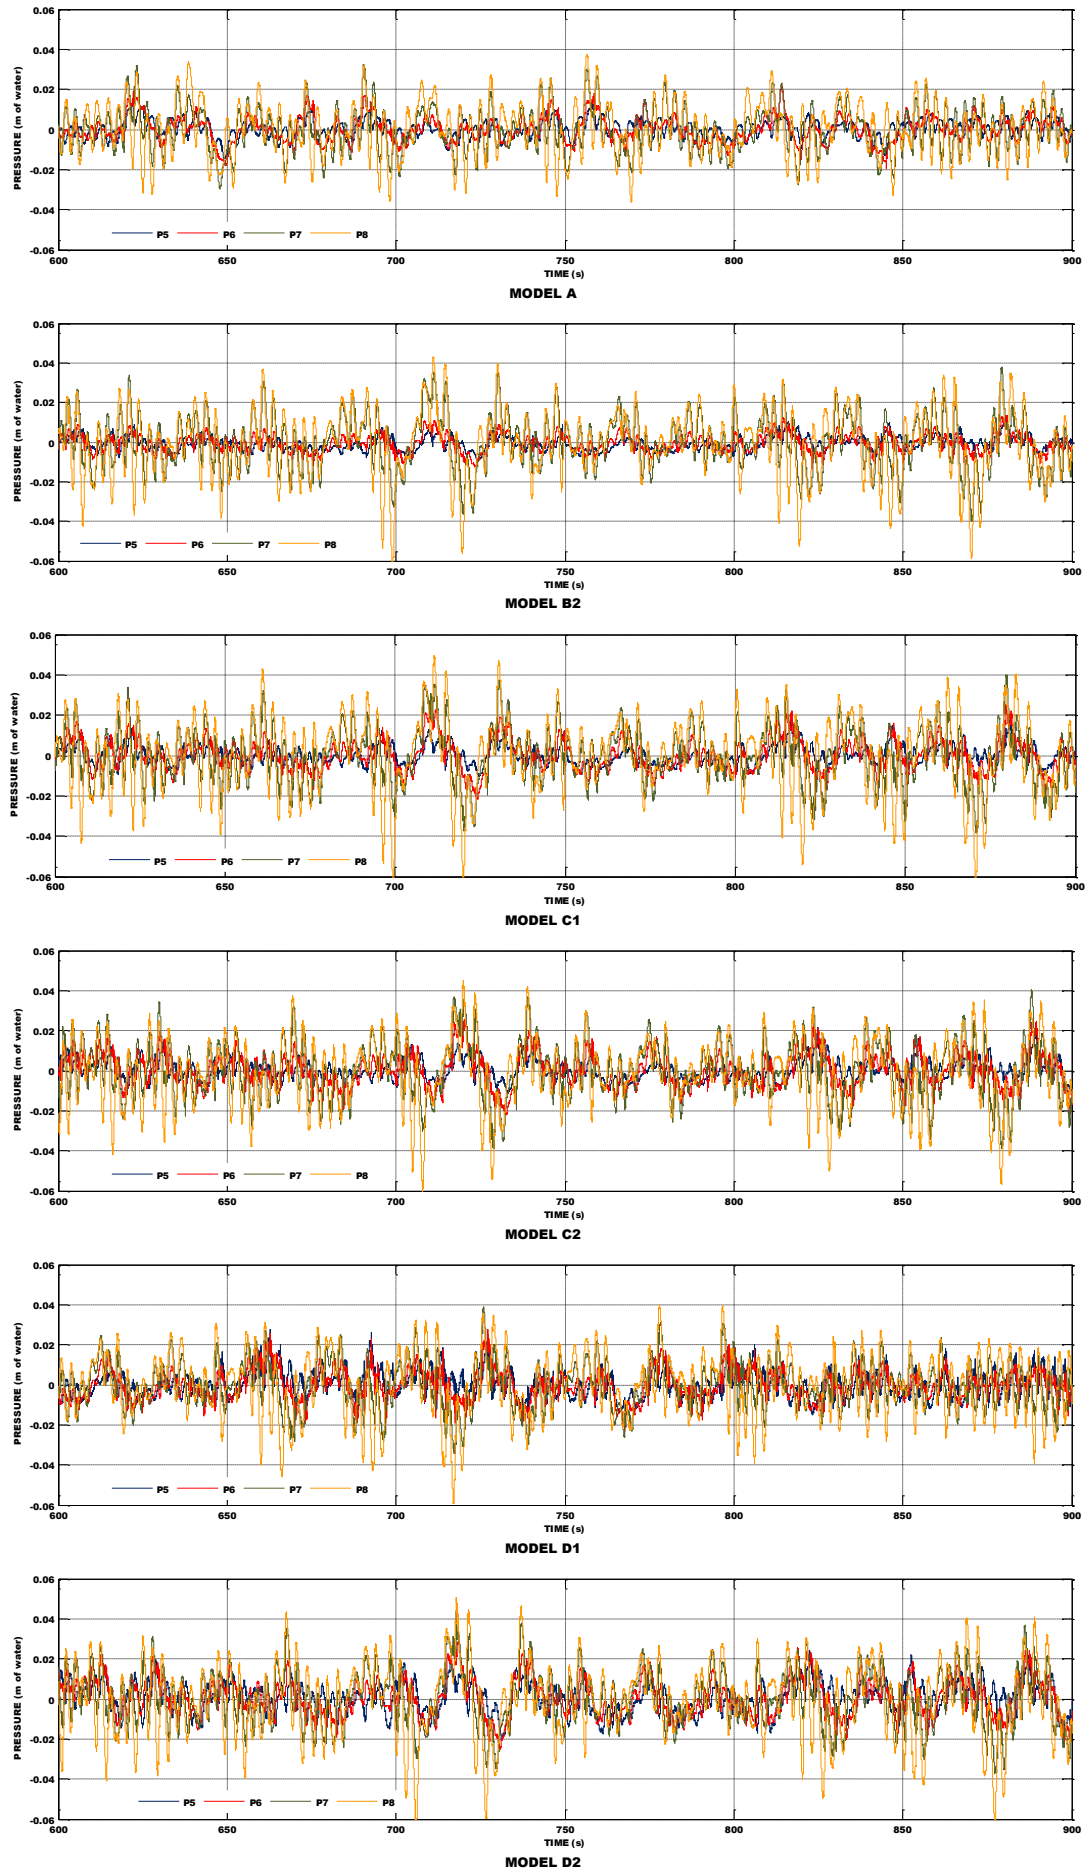 0.06
0.04
0.02
0
-0.02
-0.04
-0.06
PRESSURE (m of water)
P5 P6 P7 P8
600 650 700 750 800 850 900
TIME (s)
MODEL A
0.06
0.04
0.02
0
-0.02
-0.04
-0.06
PRESSURE (m of water)
P5 P6 P7 P8
600 650 700 750 800 850 900
TIME (s)
MODEL B2
0.06
0.04
0.02
0
-0.02
-0.04
-0.06
PRESSURE (m of water)
P5 P6 P7 P8
600 650 700 750 800 850 900
TIME (s)
MODEL C1
0.06
0.04
0.02
0
-0.02
-0.04
-0.06
PRESSURE (m of water)
P5 P6 P7 P8
600 650 700 750 800 850 900
TIME (s)
MODEL C2
0.06
0.04
0.02
0
-0.02
-0.04
-0.06
PRESSURE (m of water)
P5 P6 P7 P8
600 650 700 750 800 850 900
TIME (s)
MODEL D1
0.06
0.04
0.02
0
-0.02
-0.04
-0.06
PRESSURE (m of water)
P5 P6 P7 P8
600 650 700 750 800 850 900
TIME (s)
MODEL D2